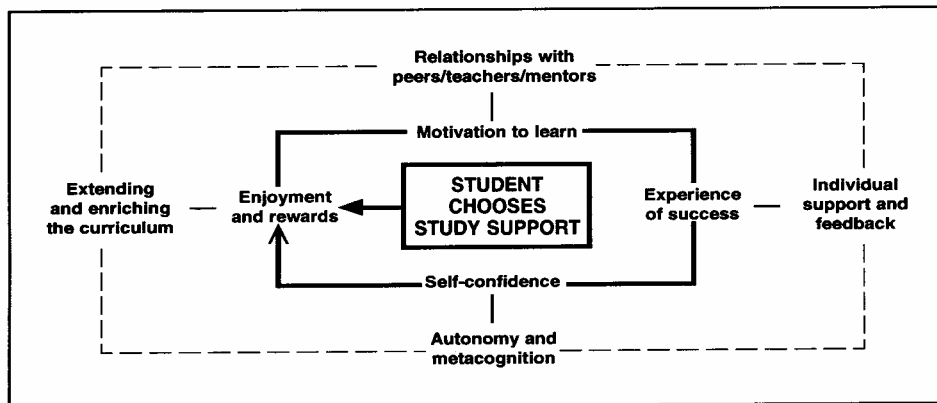 Relationships with
peers/teachers/mentors
Motivation to learn
Extending
and enriching
the curriculum
Enjoyment
and rewards
STUDENT
CHOOSES
STUDY SUPPORT
Experience
of success
Individual
support and
feedback
Self-confidence
Autonomy and
metacognition